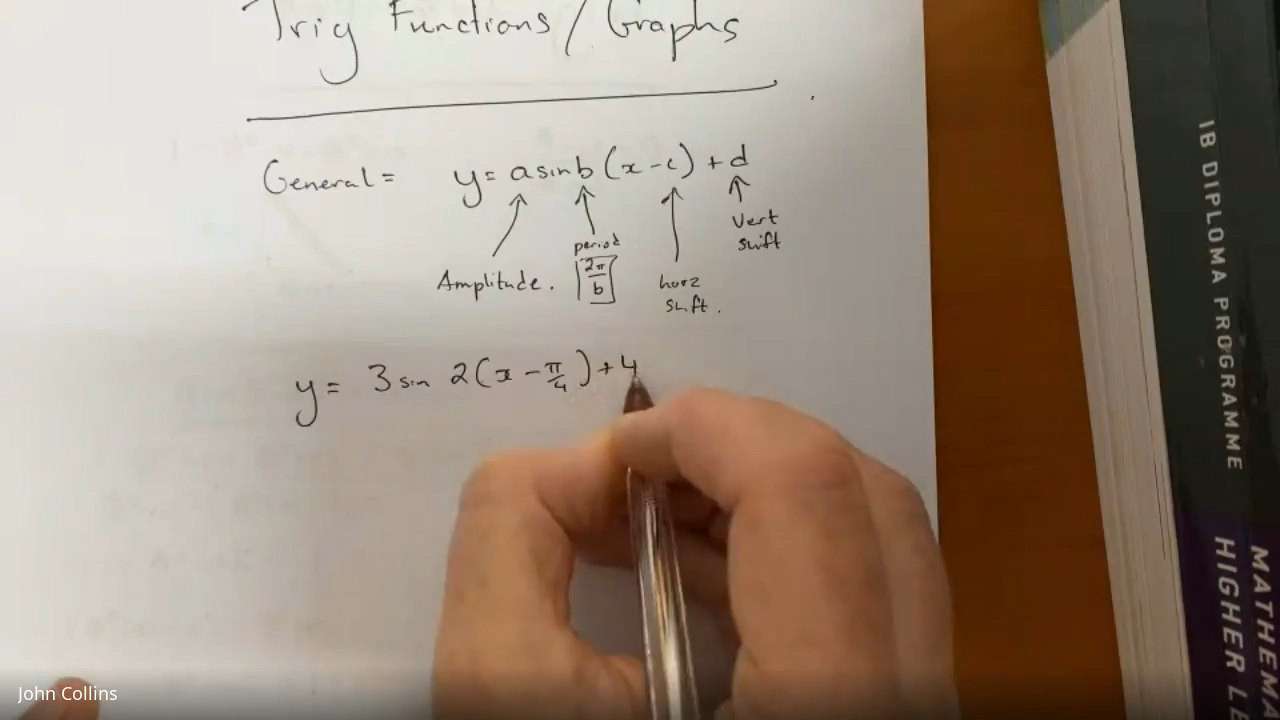 Trig Functions / Graphs
General = y = a sin b (x - c) + d
period
Vert
shift
Amplitude.
2π
b
horz
shift.
y = 3 sin 2(x - π/4) + 4
IB DIPLOMA PROGRAMME
MATHEMA
HIGHER LE
John Collins